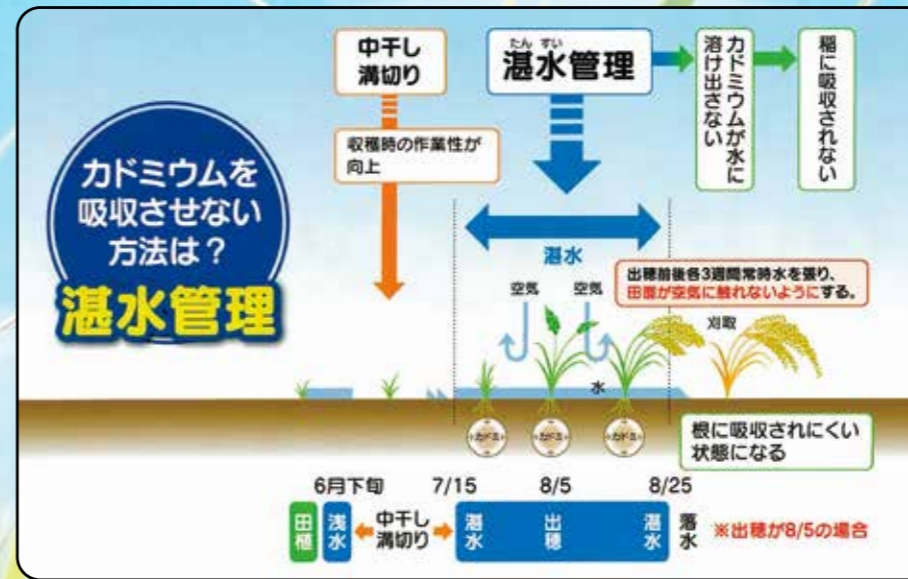 カドミウムを
吸収させない
方法は？
湛水管理
中干し
溝切り
収穫時の作業性が
向上
たん すい
湛水管理
カドミウムが水に
溶け出さない
稲に吸収されない
湛水
出穂前後各3週間常時水を張り、
田面が空気に触れないようにする。
空気
空気
刈取
水
カドミ
カドミ
カドミ
根に吸収されにくい
状態になる
6月下旬
7/15
8/5
8/25
田植
浅水
中干し
溝切り
湛水
出穂
湛水
落水
※出穂が8/5の場合